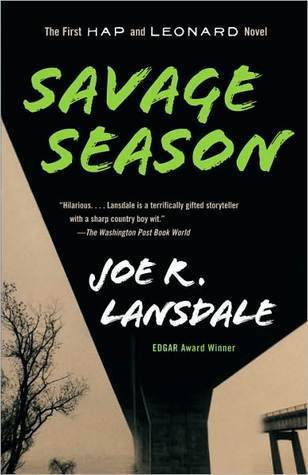 The First HAP and LEONARD Novel
SAVAGE
SEASON
"Hilarious. . . . Lansdale is a terrifically gifted storyteller
with a sharp country boy wit."
—The Washington Post Book World
JOE R.
LANSDALE
EDGAR Award Winner